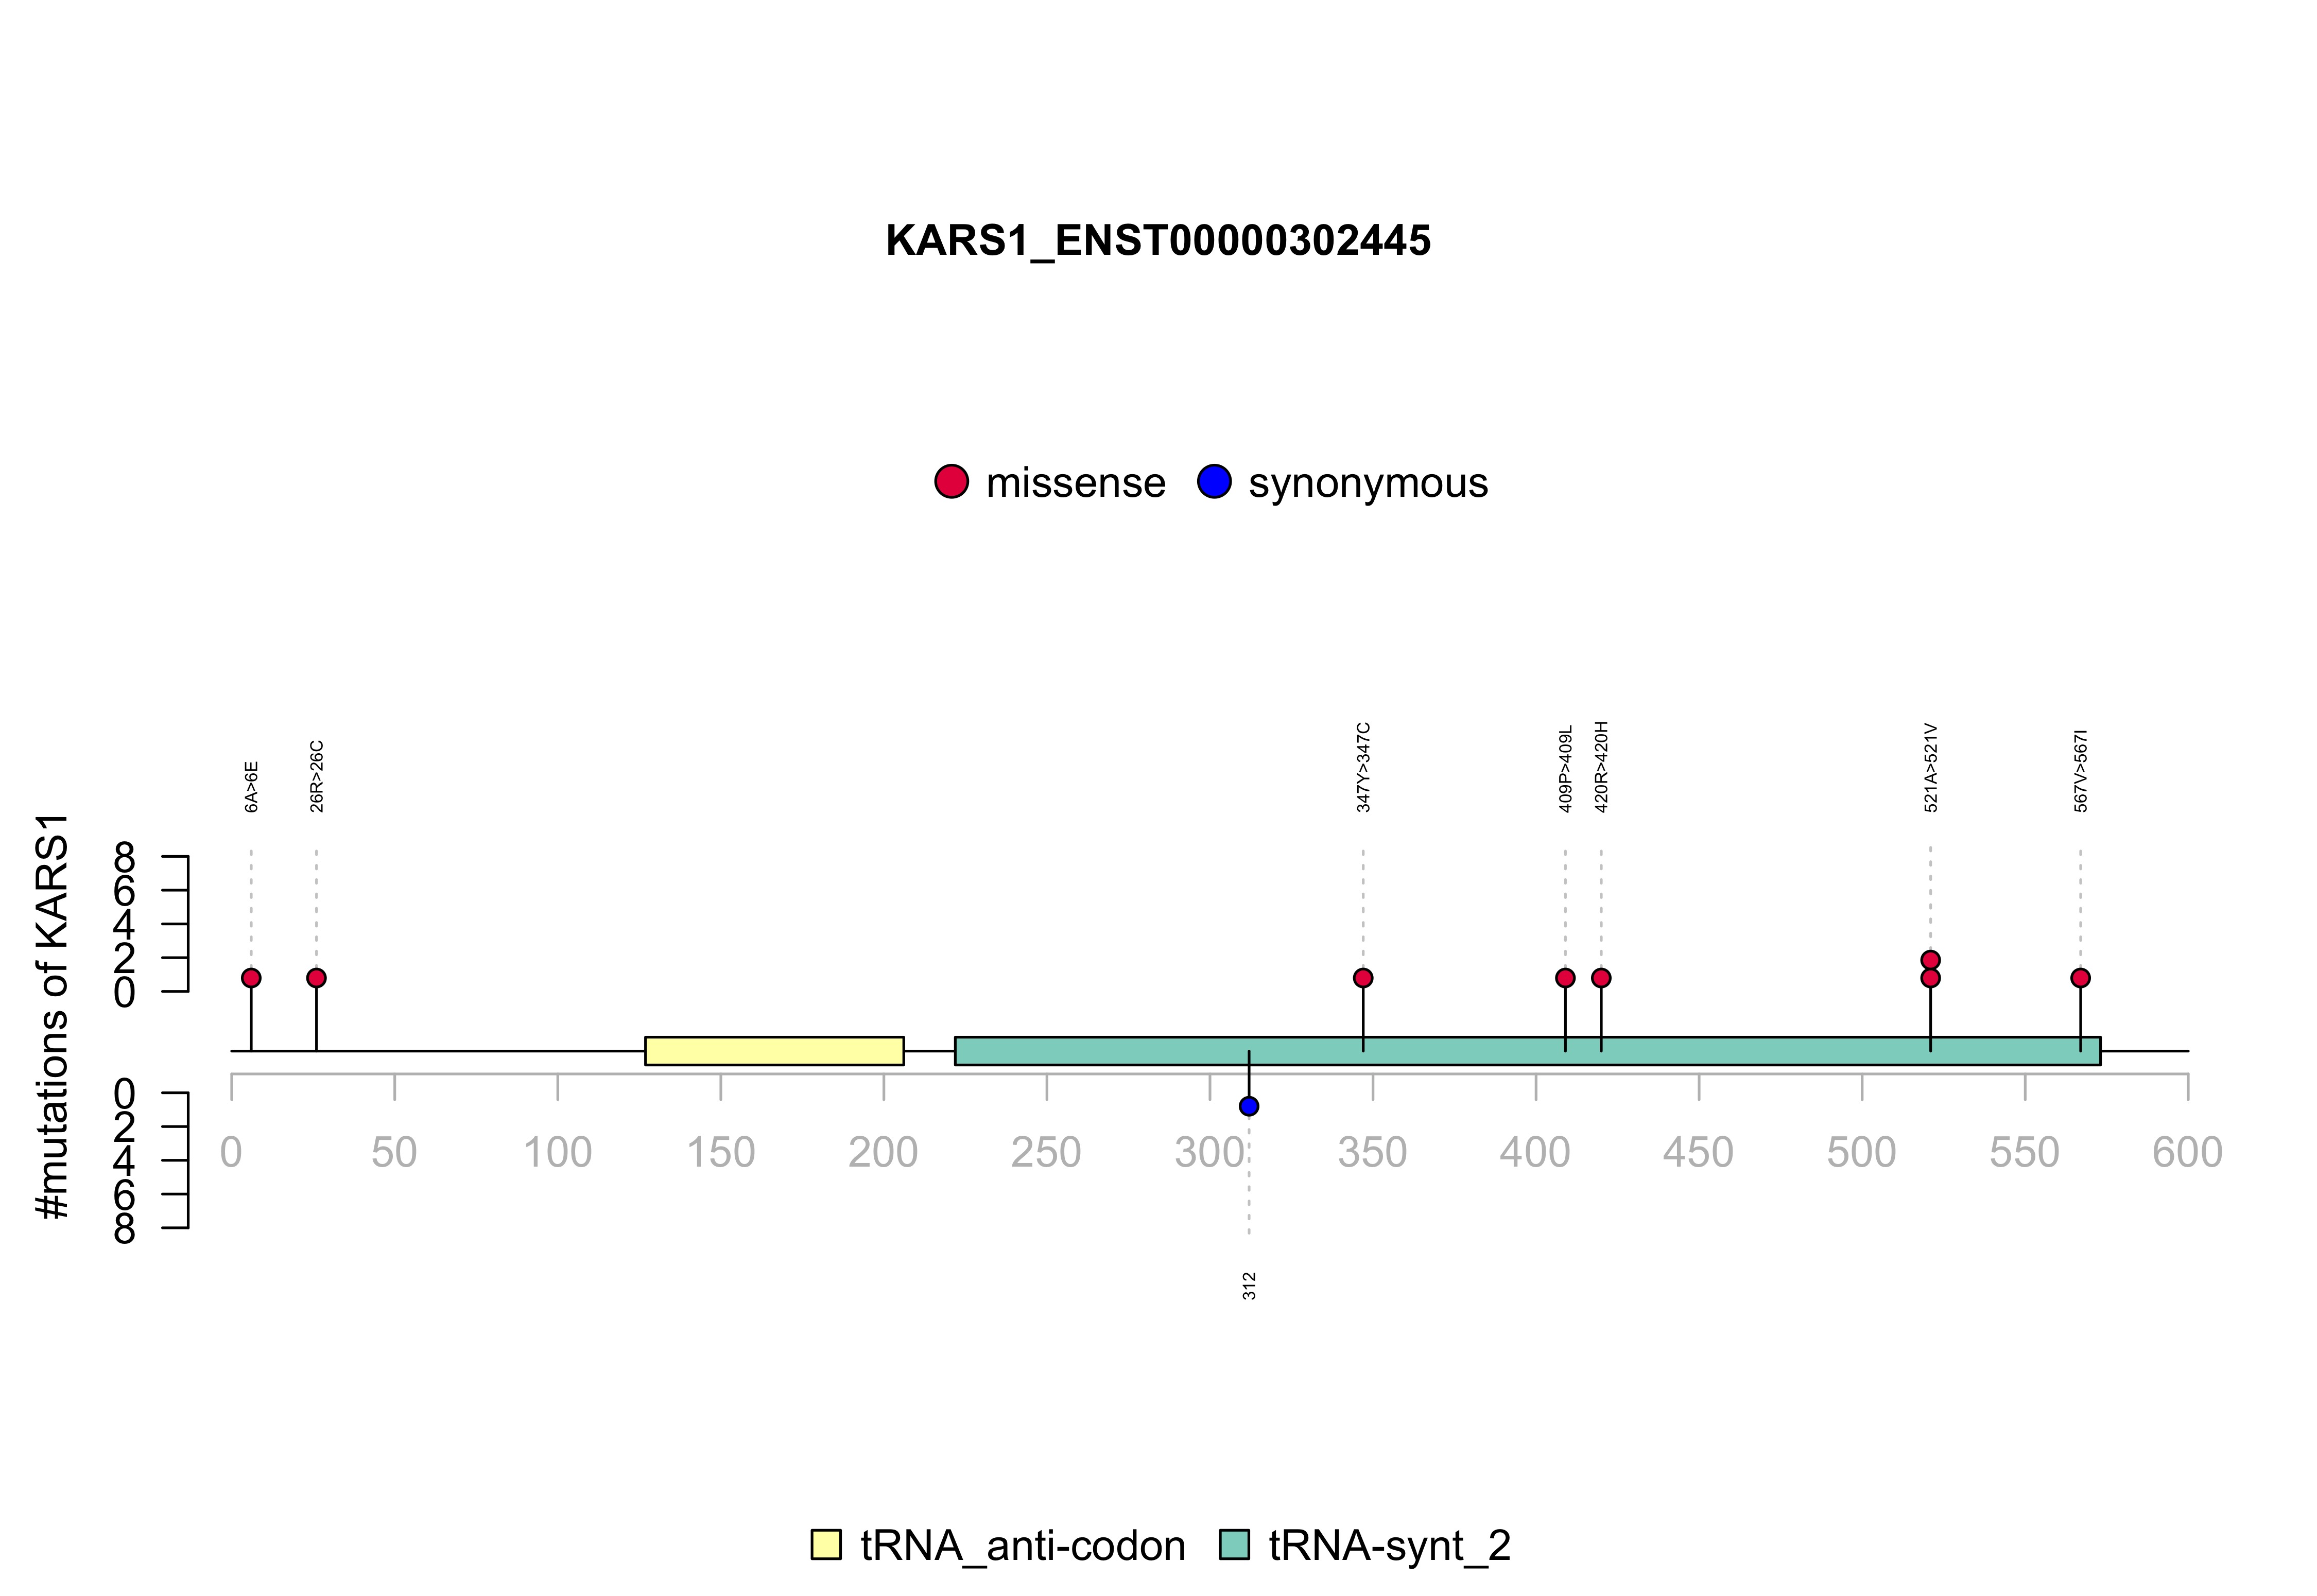 KARS1_ENST00000302445
missense synonymous
6A>6E
26R>26C
347Y>347C
409P>409L
420R>420H
521A>521V
567V>567I
#mutations of KARS1
8
6
4
2
0
0
2
4
6
8
0 50 100 150 200 250 300 350 400 450 500 550 600
312
tRNA_anti-codon tRNA-synt_2